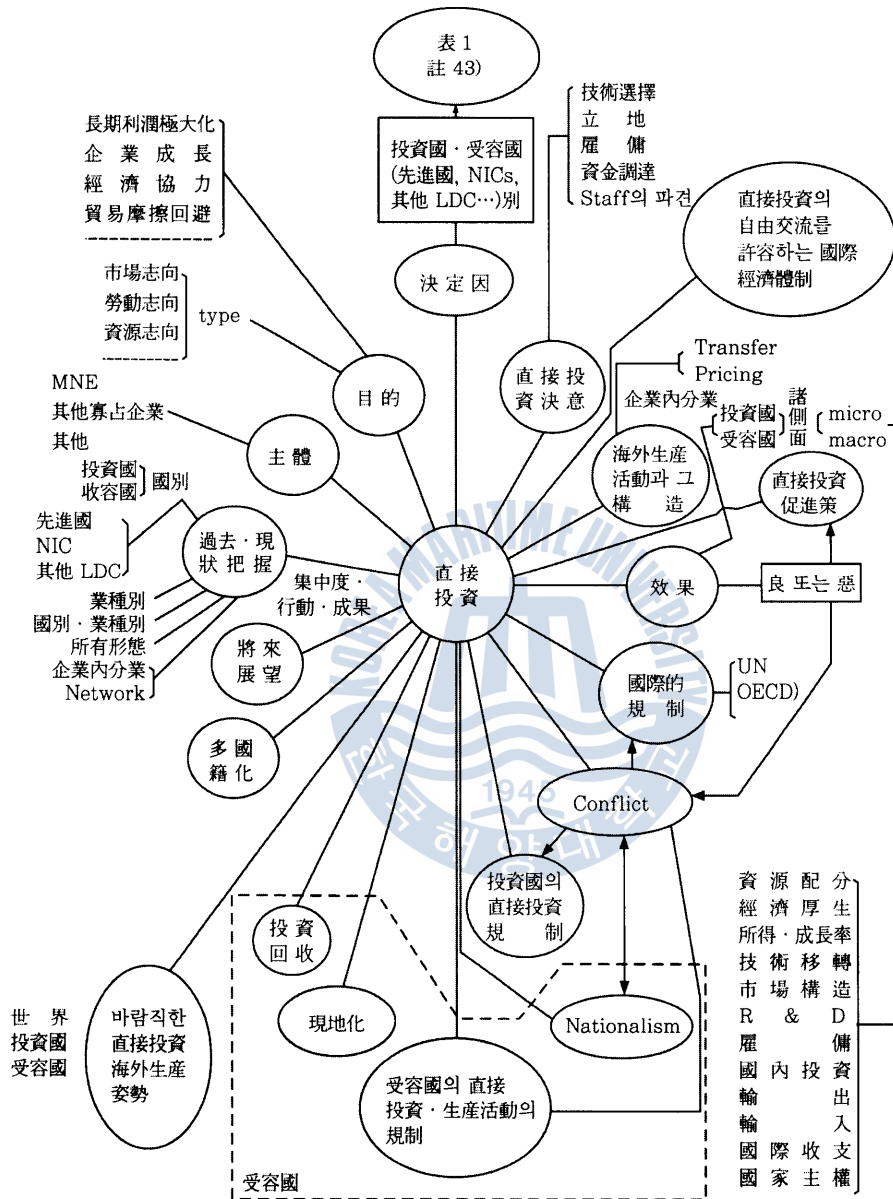 表 1
註 43)
長期利潤極大化
企業成長
經濟協力
貿易摩擦回避
投資國·受容國
(先進國, NICs,
其他 LDC…)別
技術選擇
立地
雇傭
資金調達
Staff의 파견
直接投資의
自由交流를
許容하는 國際
經濟體制
市場志向
勞動志向
資源志向
type
決定因
目的
直接投
資決意
Transfer
Pricing
企業內分業
投資國
受容國
諸
側
面
micro
macro
MNE
其他寡占企業
其他
主體
海外生産
活動과 그
構造
直接投資
促進策
投資國
收容國
國別
先進國
NIC
其他 LDC
過去·現
狀把握
集中度·
行動·成果
直接
投資
效果
良 또는 惡
業種別
國別·業種別
所有形態
企業內分業
Network
將來
展望
國際的
規制
UN
OECD)
多國
籍化
KOREA MARITIME UNIVERSITY
1945
한국해양대학교
Conflict
投資國의
直接投資
規制
投資
回收
現地化
Nationalism
世界
投資國
受容國
바람직한
直接投資
海外生産
姿勢
受容國의 直接
投資·生産活動의
規制
受容國
資源配分
經濟厚生
所得·成長率
技術移轉
市場構造
R & D
雇傭
國內投資
輸出
輸入
國際收支
國家主權